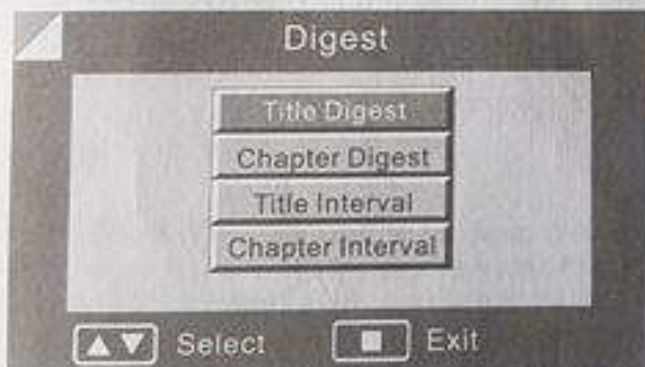 Digest
Title Digest
Chapter Digest
Title Interval
Chapter Interval
▲▼ Select ■ Exit